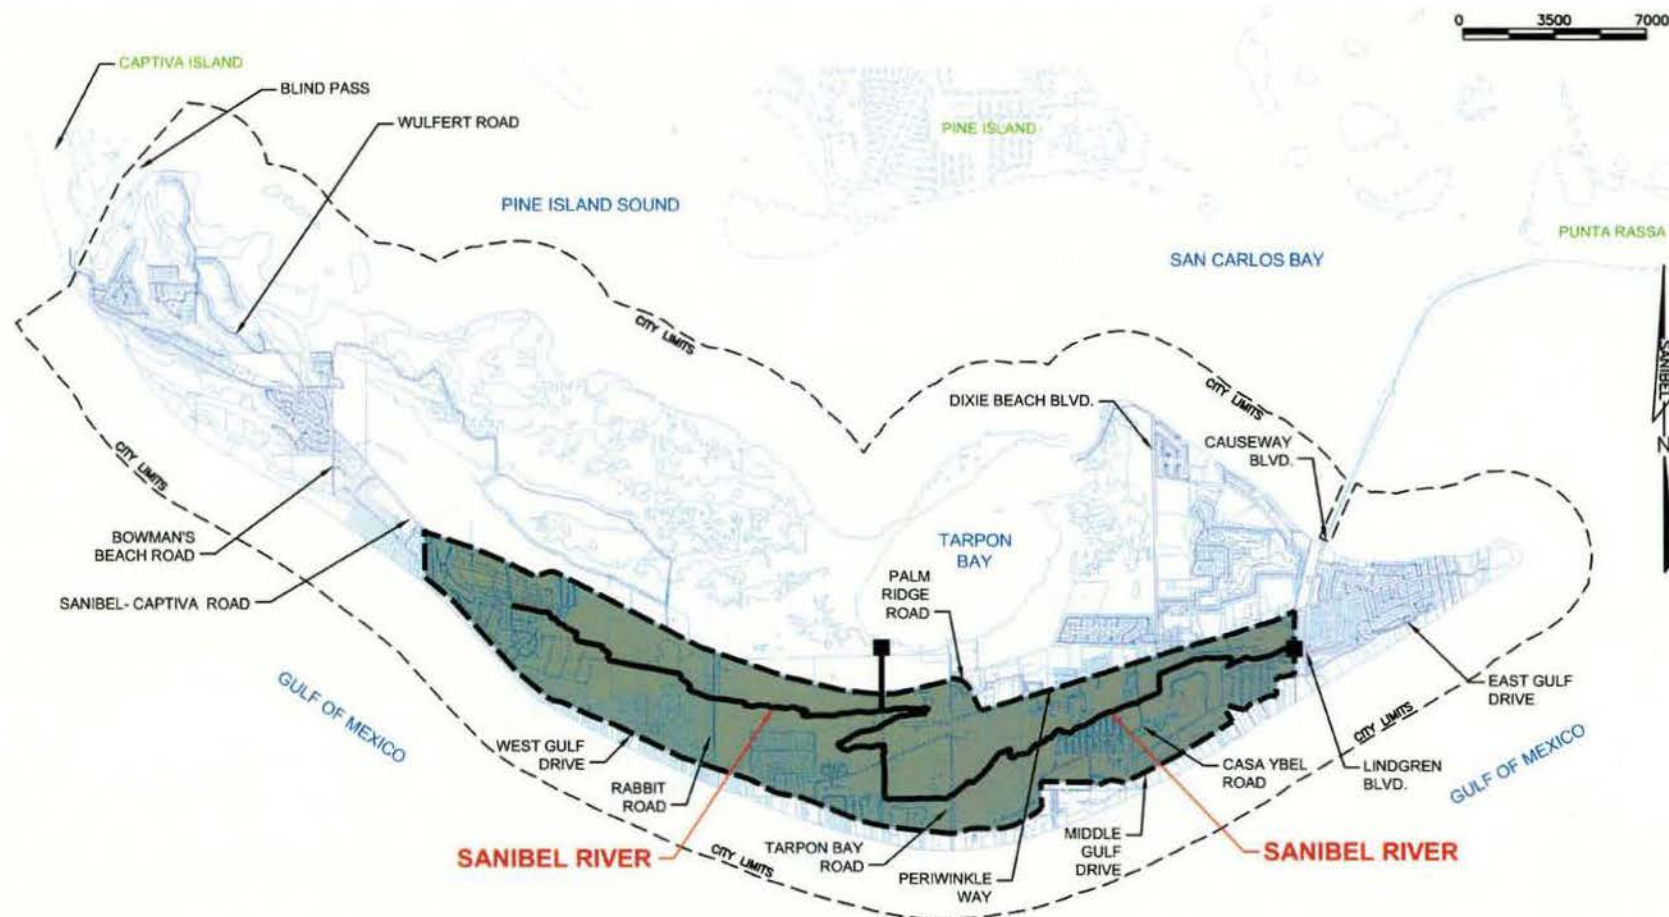 0 3500 7000
CAPTIVA ISLAND
BLIND PASS
WULFERT ROAD
PINE ISLAND
PINE ISLAND SOUND
PUNTA RASSA
SAN CARLOS BAY
CITY LIMITS
SANIBEL
N
DIXIE BEACH BLVD.
CITY LIMITS
CAUSEWAY
BLVD.
CITY LIMITS
BOWMAN'S
BEACH ROAD
TARPON
BAY
PALM
RIDGE
ROAD
SANIBEL- CAPTIVA ROAD
GULF OF MEXICO
EAST GULF
DRIVE
CITY LIMITS
WEST GULF
DRIVE
RABBIT
ROAD
CASA YBEL
ROAD
LINDGREN
BLVD.
GULF OF MEXICO
SANIBEL RIVER
CITY LIMITS
TARPON BAY
ROAD
PERIWINKLE
WAY
MIDDLE
GULF
DRIVE
SANIBEL RIVER